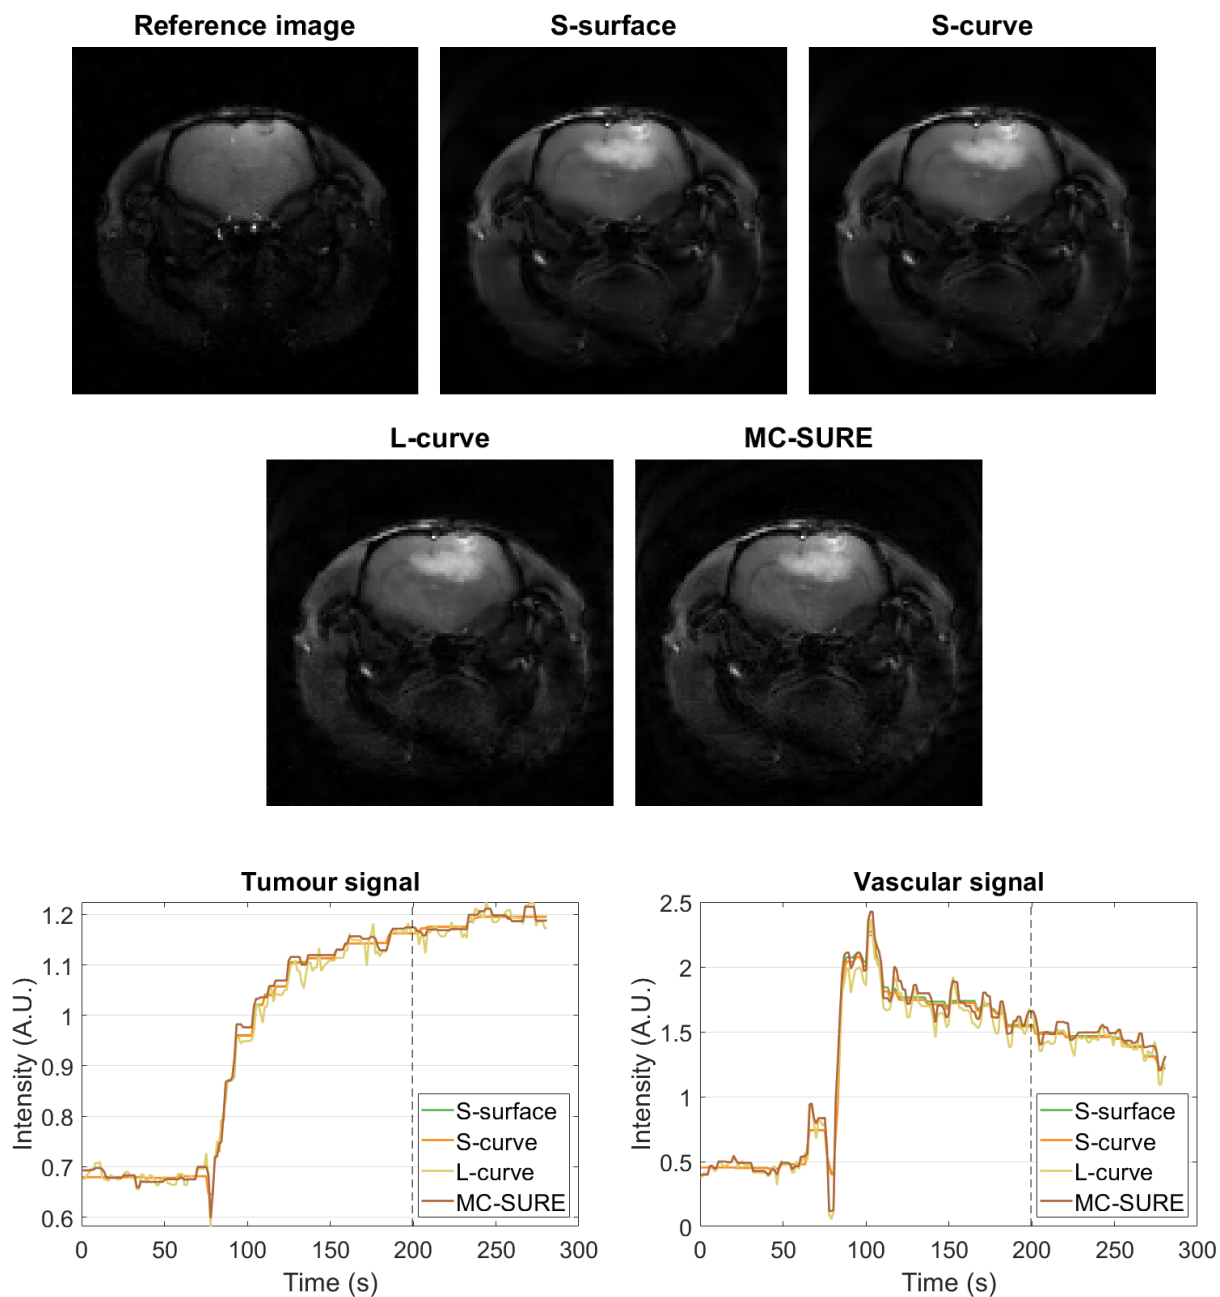 Reference image
S-surface
S-curve
L-curve
MC-SURE
Tumour signal
Intensity (A.U.)
1.2
1.1
1
0.9
0.8
0.7
0.6
0
50
100
150
200
250
300
Time (s)
S-surface
S-curve
L-curve
MC-SURE
Vascular signal
Intensity (A.U.)
2.5
2
1.5
1
0.5
0
0
50
100
150
200
250
300
Time (s)
S-surface
S-curve
L-curve
MC-SURE